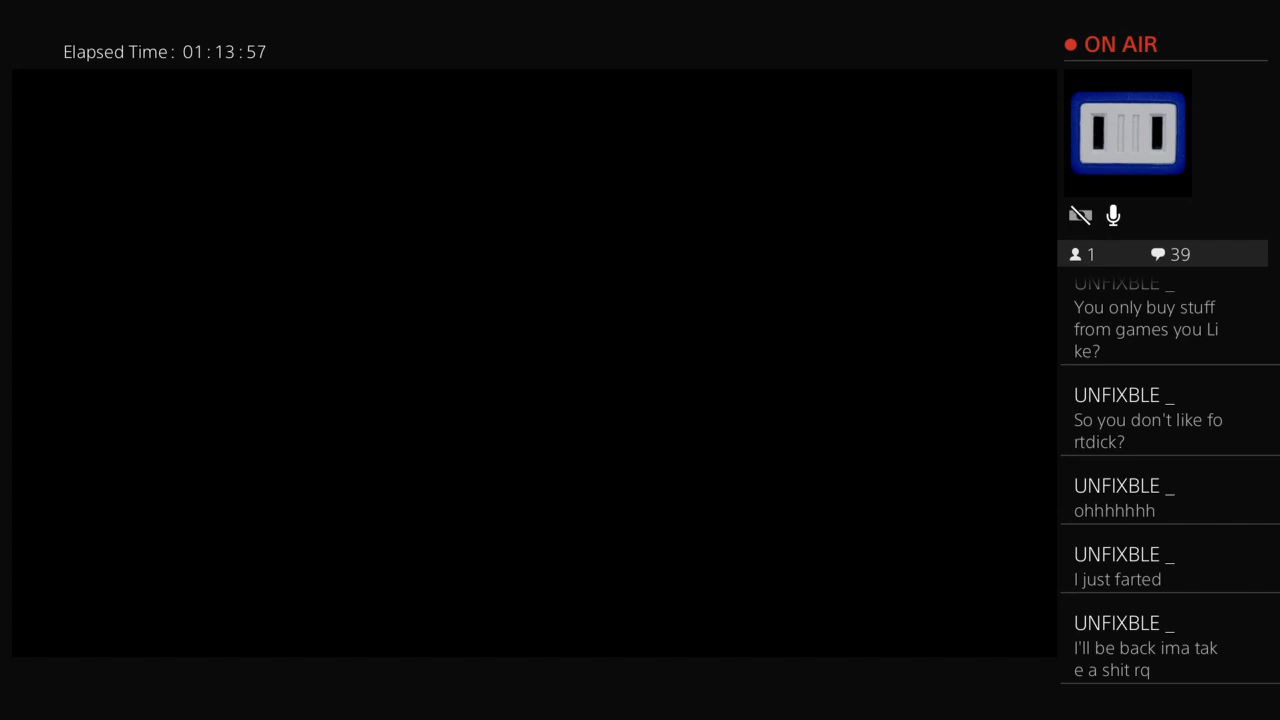 Elapsed Time: 01:13:57
ON AIR
1
39
UNFIXBLE _
You only buy stuff
from games you Li
ke?
UNFIXBLE _
So you don't like fo
rtdick?
UNFIXBLE _
ohhhhhhh
UNFIXBLE _
I just farted
UNFIXBLE _
I'll be back ima tak
e a shit rq